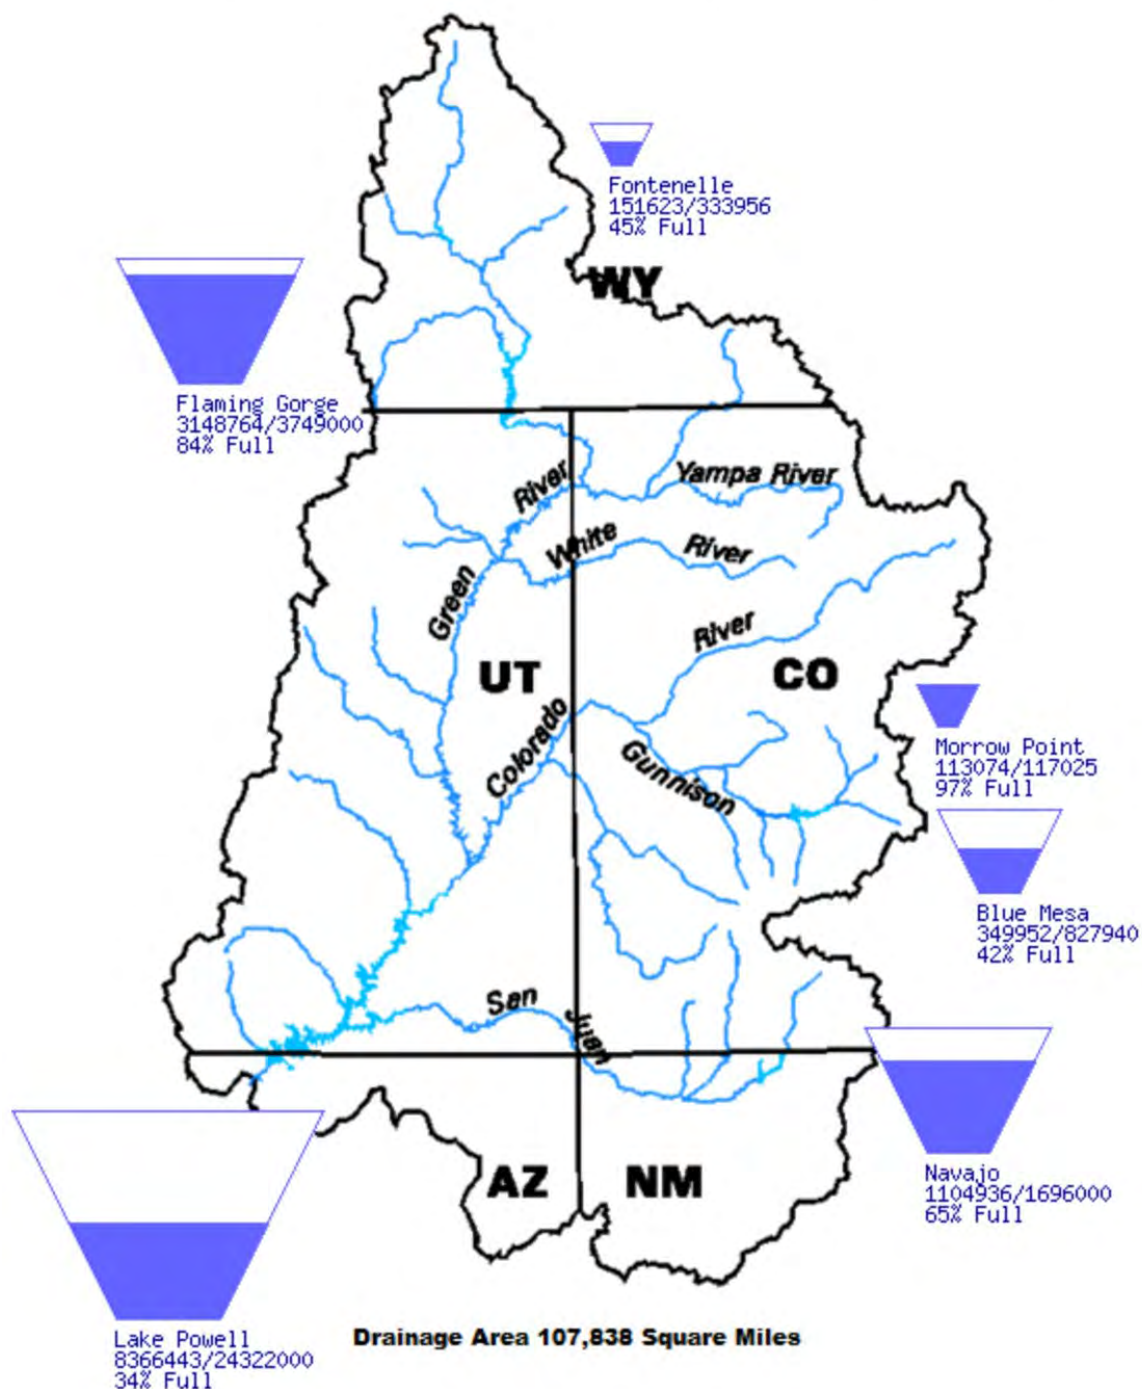 Fontenelle
151623/333956
45% Full
WY
Flaming Gorge
3148764/3749000
84% Full
River
Yampa River
White
River
Green
River
UT
CO
Colorado
Gunnison
Morrow Point
113074/117025
97% Full
Blue Mesa
349952/827940
42% Full
San
Juan
Navajo
1104936/1696000
65% Full
AZ
NM
Lake Powell
8366443/24322000
34% Full
Drainage Area 107,838 Square Miles